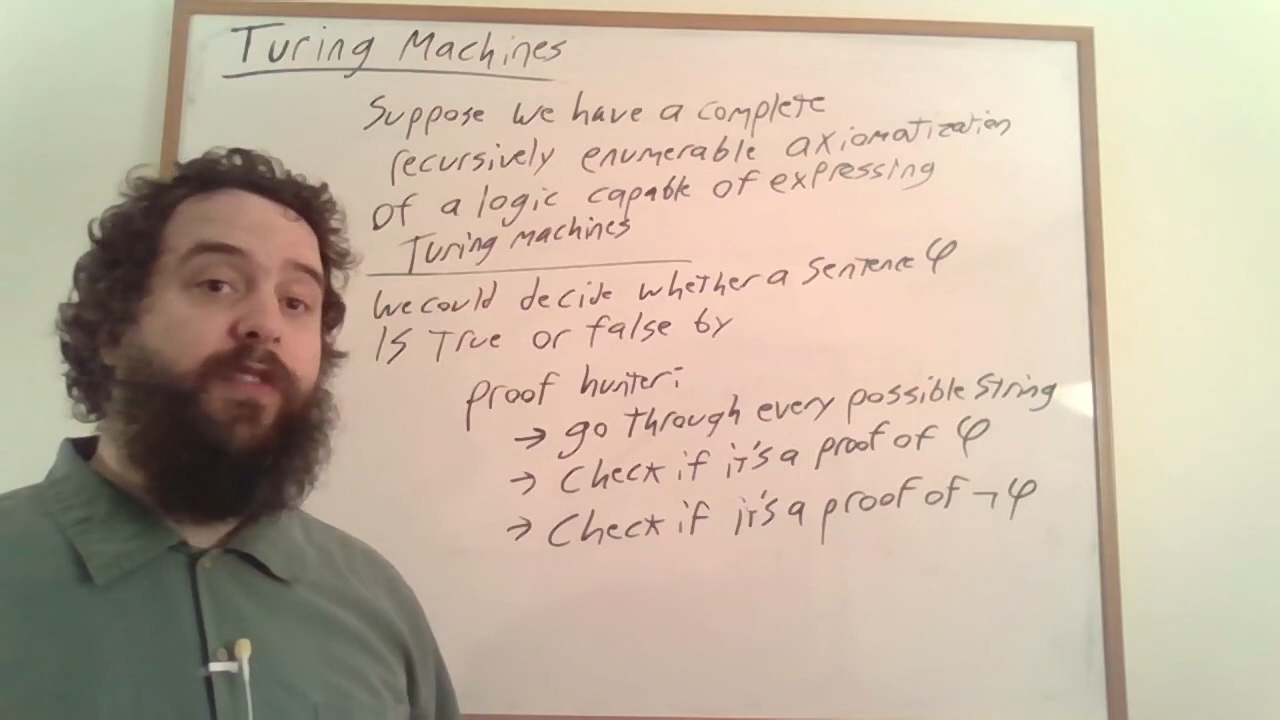 Turing Machines
Suppose we have a complete
recursively enumerable axiomatization
of a logic capable of expressing
Turing machines
we could decide whether a sentence φ
is true or false by
proof hunter:
→ go through every possible string
→ check if it's a proof of φ
→ check if it's a proof of ¬φ